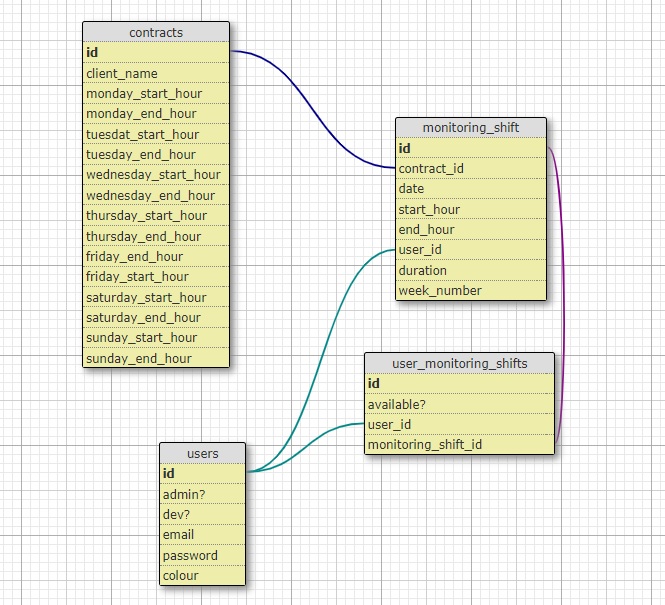 contracts
id
client_name
monday_start_hour
monday_end_hour
tuesdat_start_hour
tuesday_end_hour
wednesday_start_hour
wednesday_end_hour
thursday_start_hour
thursday_end_hour
friday_end_hour
friday_start_hour
saturday_start_hour
saturday_end_hour
sunday_start_hour
sunday_end_hour
monitoring_shift
id
contract_id
date
start_hour
end_hour
user_id
duration
week_number
user_monitoring_shifts
id
available?
user_id
monitoring_shift_id
users
id
admin?
dev?
email
password
colour